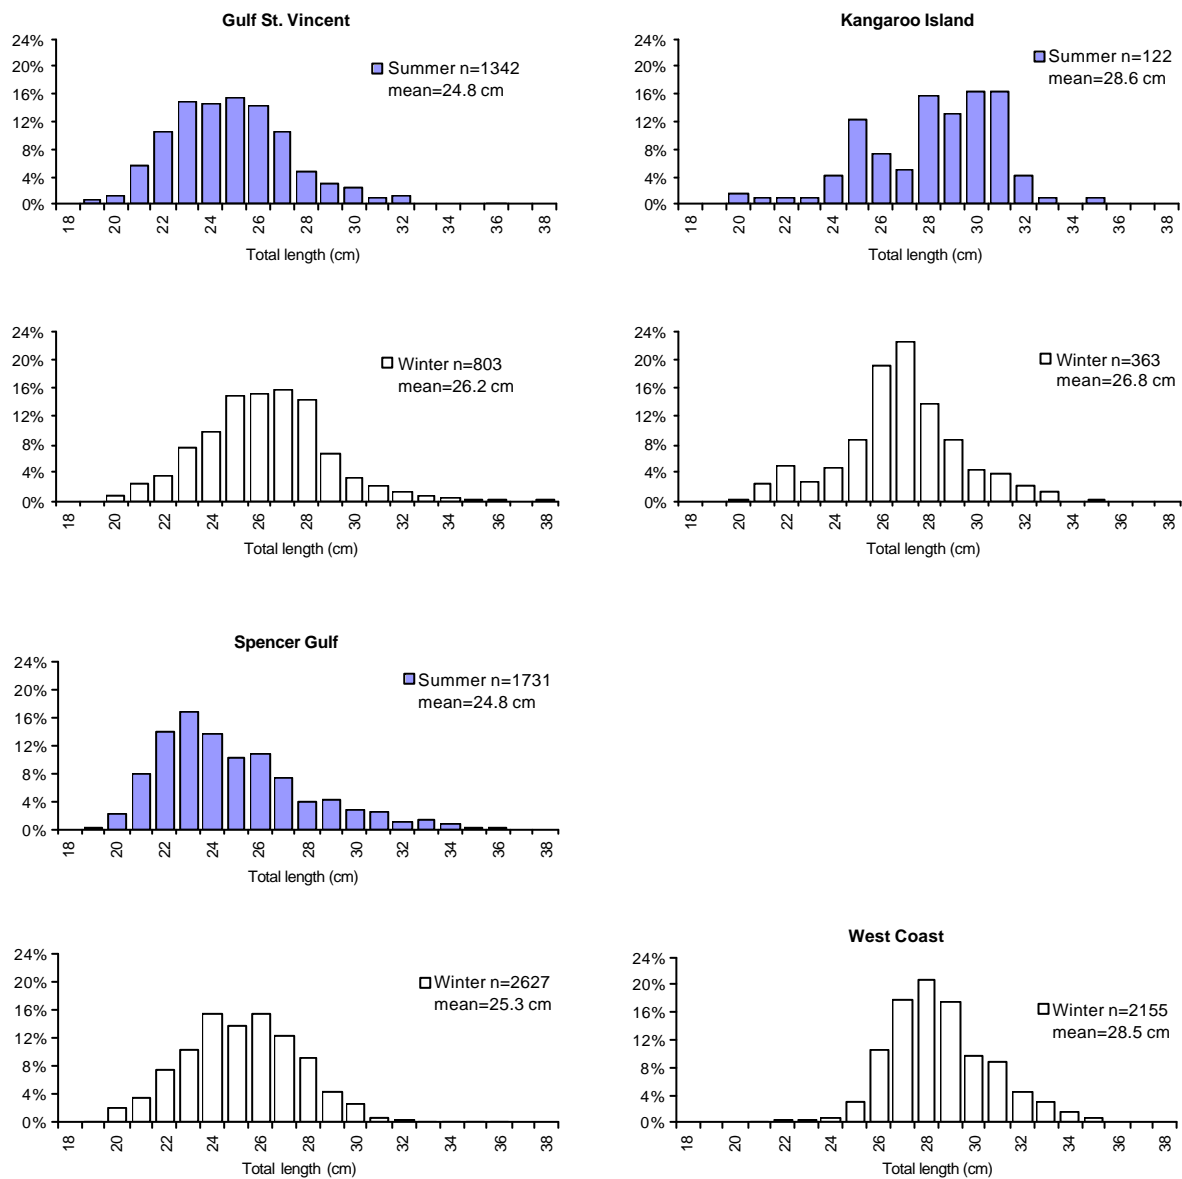 Gulf St. Vincent
24%
20%
16%
12%
8%
4%
0%
Summer n=1342
mean=24.8 cm
18 20 22 24 26 28 30 32 34 36 38
Total length (cm)
Kangaroo Island
24%
20%
16%
12%
8%
4%
0%
Summer n=122
mean=28.6 cm
18 20 22 24 26 28 30 32 34 36 38
Total length (cm)
24%
20%
16%
12%
8%
4%
0%
Winter n=803
mean=26.2 cm
18 20 22 24 26 28 30 32 34 36 38
Total length (cm)
24%
20%
16%
12%
8%
4%
0%
Winter n=363
mean=26.8 cm
18 20 22 24 26 28 30 32 34 36 38
Total length (cm)
Spencer Gulf
24%
20%
16%
12%
8%
4%
0%
Summer n=1731
mean=24.8 cm
18 20 22 24 26 28 30 32 34 36 38
Total length (cm)
24%
20%
16%
12%
8%
4%
0%
Winter n=2627
mean=25.3 cm
18 20 22 24 26 28 30 32 34 36 38
Total length (cm)
West Coast
24%
20%
16%
12%
8%
4%
0%
Winter n=2155
mean=28.5 cm
18 20 22 24 26 28 30 32 34 36 38
Total length (cm)